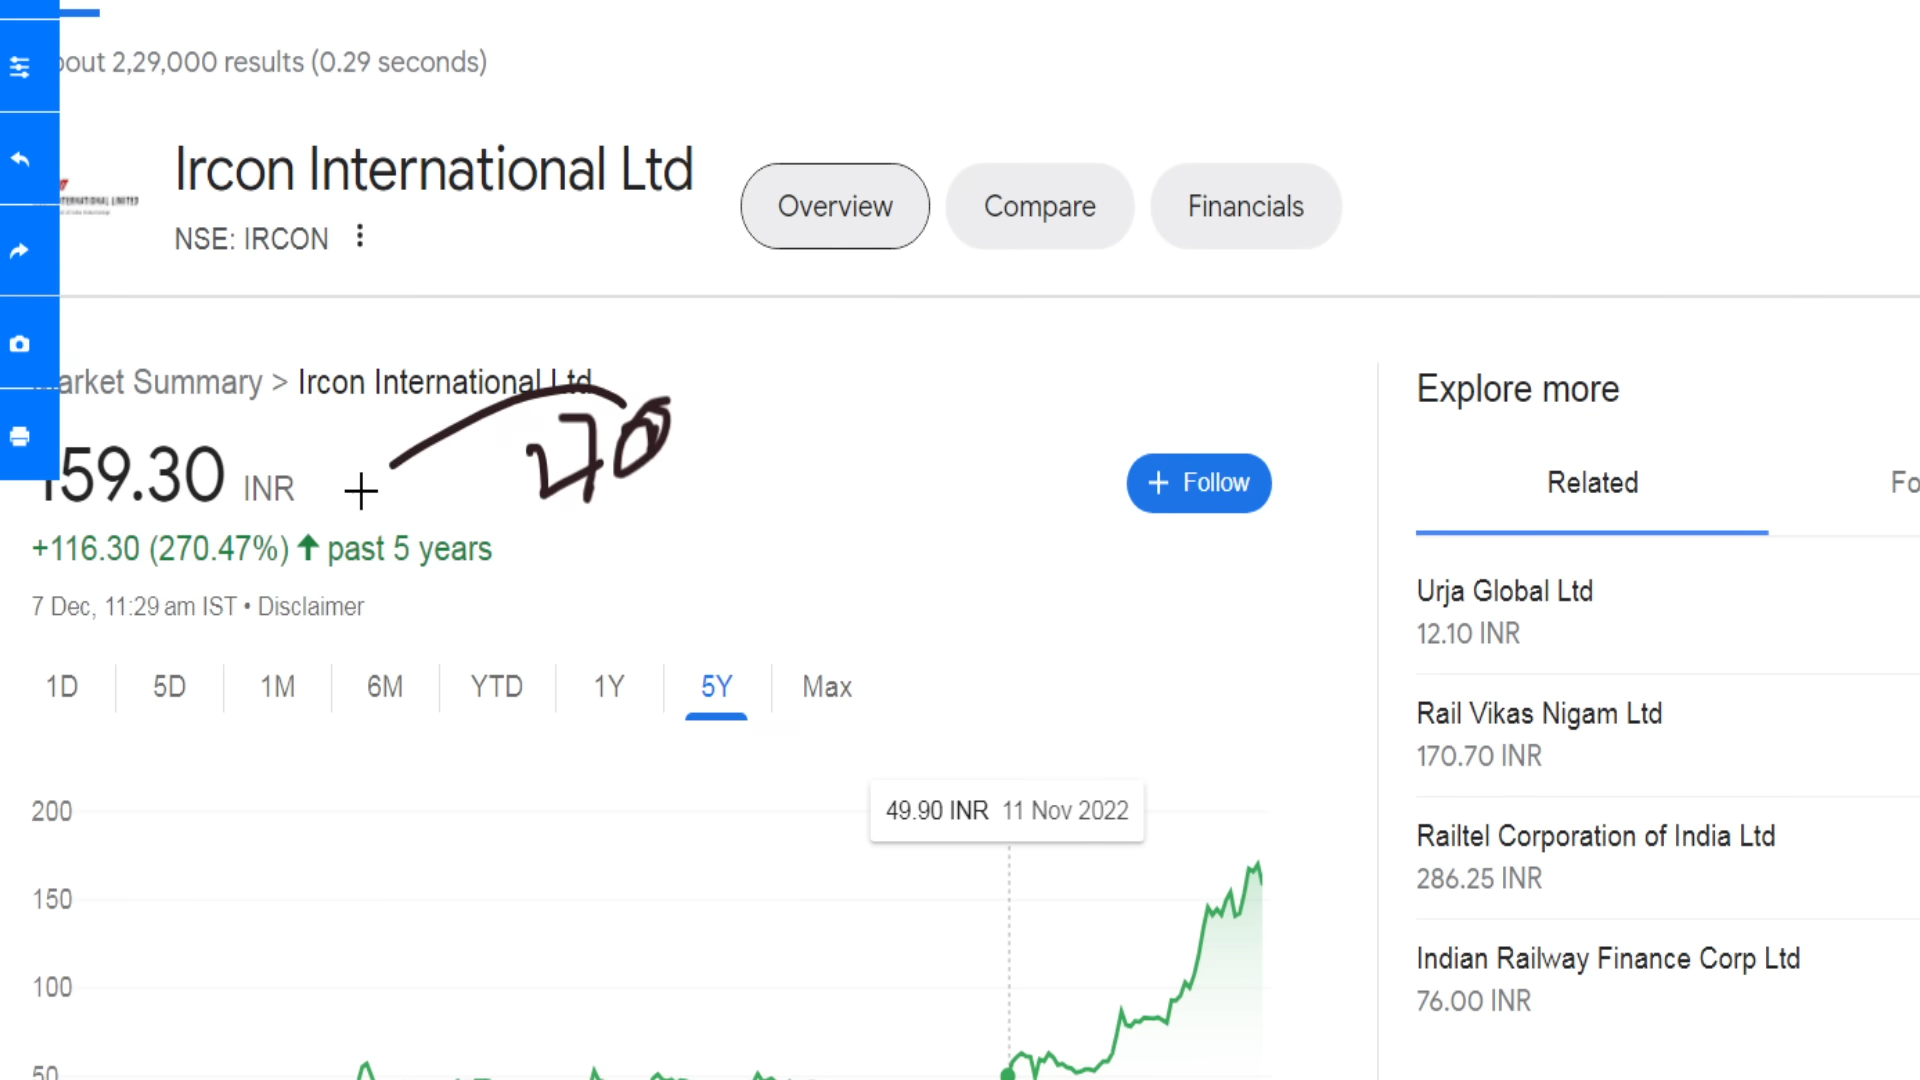 out 2,29,000 results (0.29 seconds)
Ircon International Ltd
NSE: IRCON
TERNATIONAL LIMITED
Overview
Compare
Financials
arket Summary > Ircon International Ltd
159.30 INR
+116.30 (270.47%) past 5 years
7 Dec, 11:29 am IST • Disclaimer
+ Follow
1D 5D 1M 6M YTD 1Y 5Y Max
49.90 INR 11 Nov 2022
200
150
100
50
Explore more
Related
Fo
Urja Global Ltd
12.10 INR
Rail Vikas Nigam Ltd
170.70 INR
Railtel Corporation of India Ltd
286.25 INR
Indian Railway Finance Corp Ltd
76.00 INR